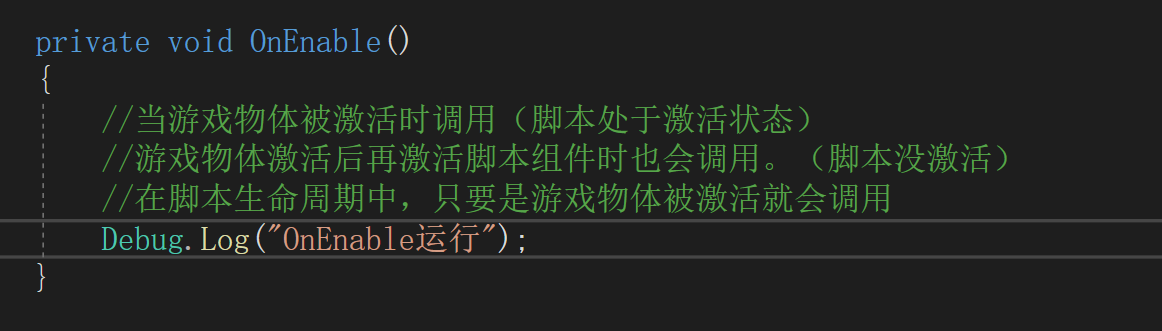 private void OnEnable()
{
//当游戏物体被激活时调用（脚本处于激活状态）
//游戏物体激活后再激活脚本组件时也会调用。（脚本没激活）
//在脚本生命周期中，只要是游戏物体被激活就会调用
Debug.Log("OnEnable运行");
}